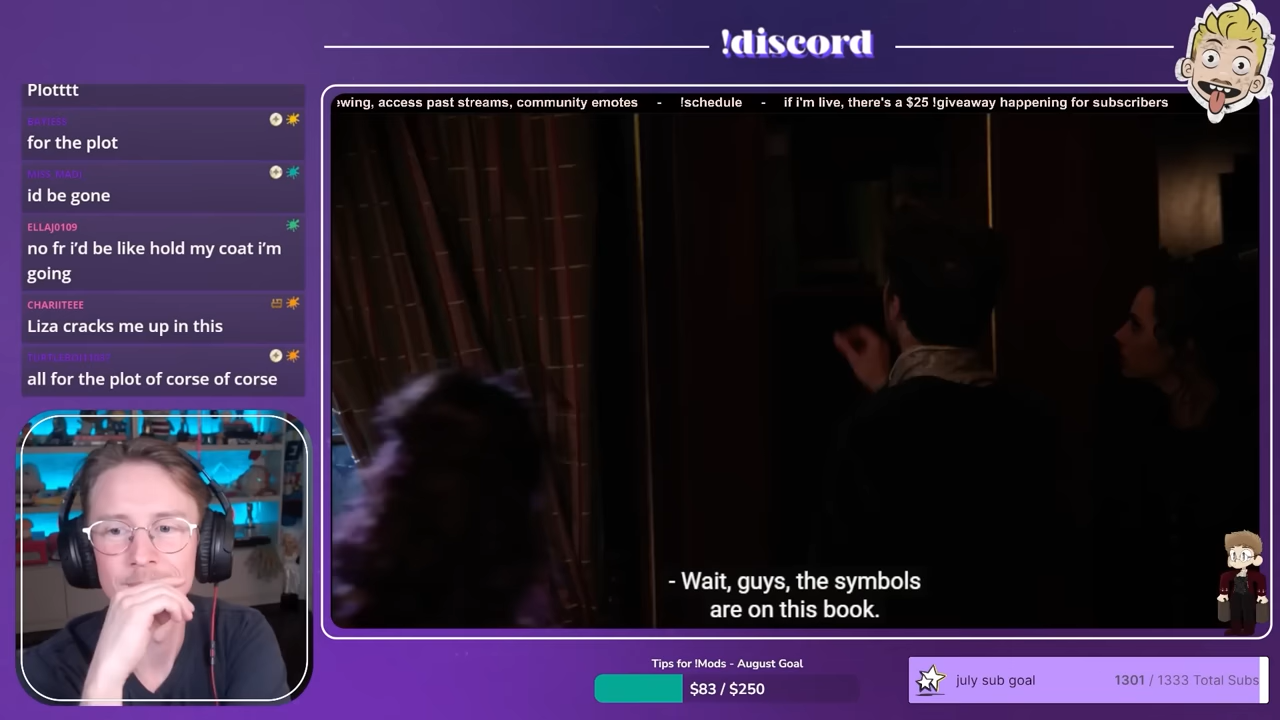 !discord
ewing, access past streams, community emotes - !schedule - if i'm live, there's a $25 !giveaway happening for subscribers
Plotttt
for the plot
MISS_MADI
id be gone
ELLAJ0109
no fr i'd be like hold my coat i'm
going
CHARIITEEE
Liza cracks me up in this
all for the plot of corse of corse
- Wait, guys, the symbols
are on this book.
Tips for !Mods - August Goal
$83 / $250
july sub goal
1301 / 1333 Total Subs